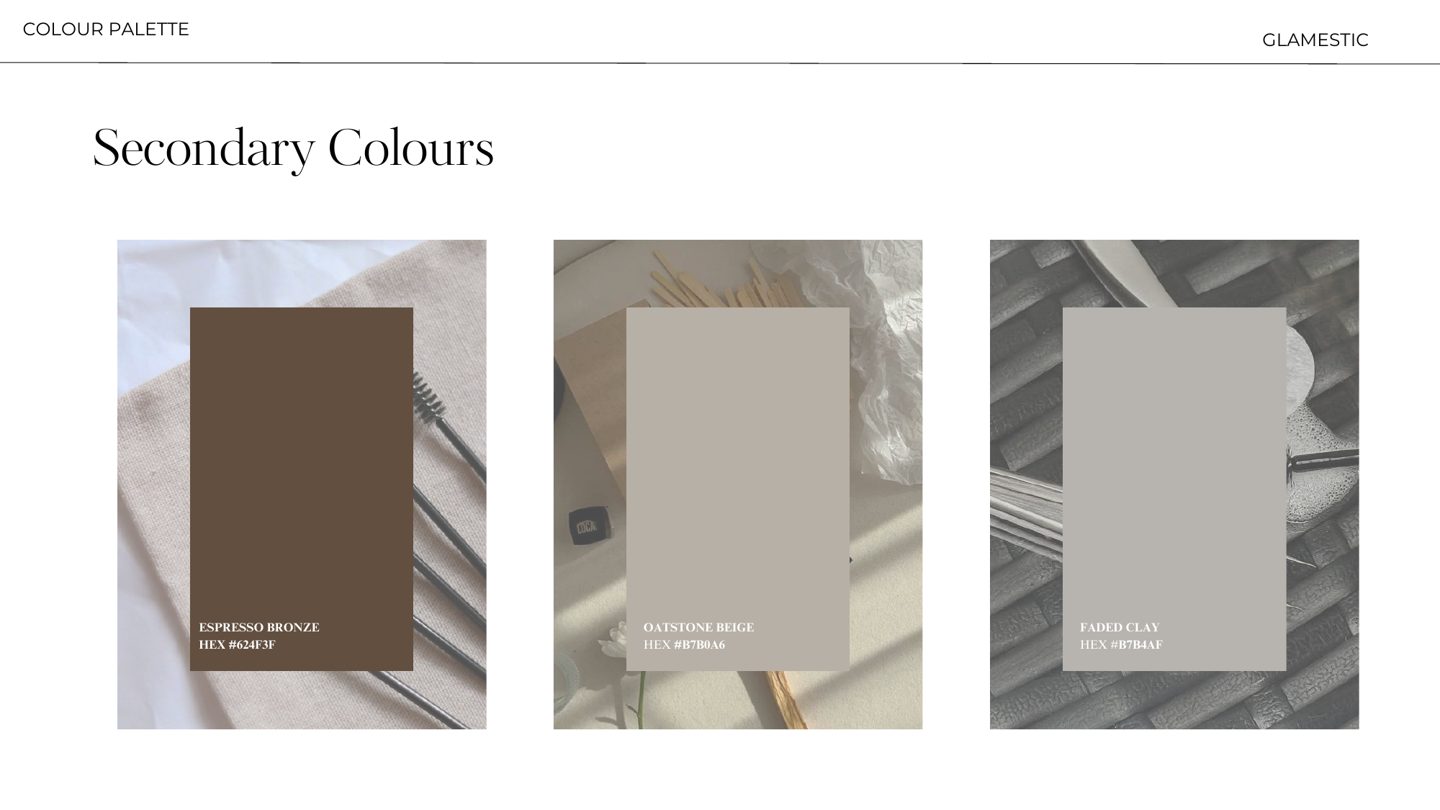 COLOUR PALETTE
GLAMESTIC
Secondary Colours
ESPRESSO BRONZE
HEX #624F3F
OATSTONE BEIGE
HEX #B7B0A6
FADED CLAY
HEX #B7B4AF